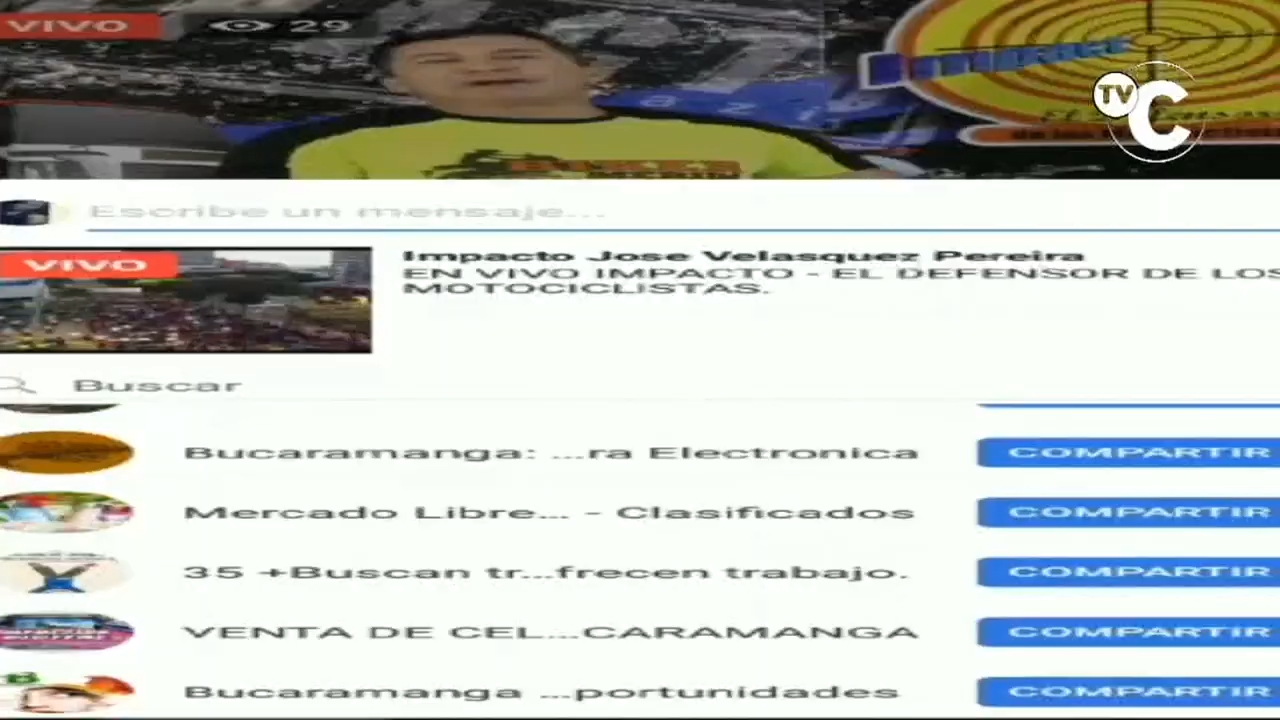 VIVO
29
TV
C
Escribe un mensaje...
VIVO
Impacto Jose Velasquez Pereira
EN VIVO IMPACTO - EL DEFENSOR DE LOS
MOTOCICLISTAS.
Buscar
Bucaramanga: ...ra Electronica
COMPARTIR
Mercado Libre... - Clasificados
COMPARTIR
35 +Buscan tr...frecen trabajo.
COMPARTIR
VENTA DE CEL...CARAMANGA
COMPARTIR
Bucaramanga ...portunidades
COMPARTIR